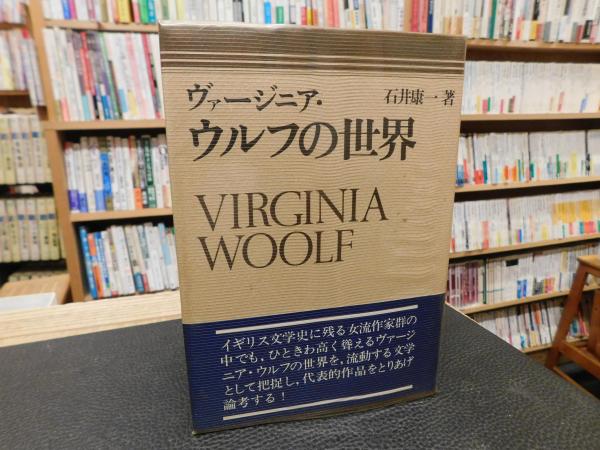 ヴァージニア・
石井康一著
ウルフの世界
VIRGINIA
WOOLF
イギリス文学史に残る女流作家群の
中でも，ひときわ高く聳えるヴァージ
ニア・ウルフの世界を，流動する文学
として把捉し，代表的作品をとりあげ
論考する！